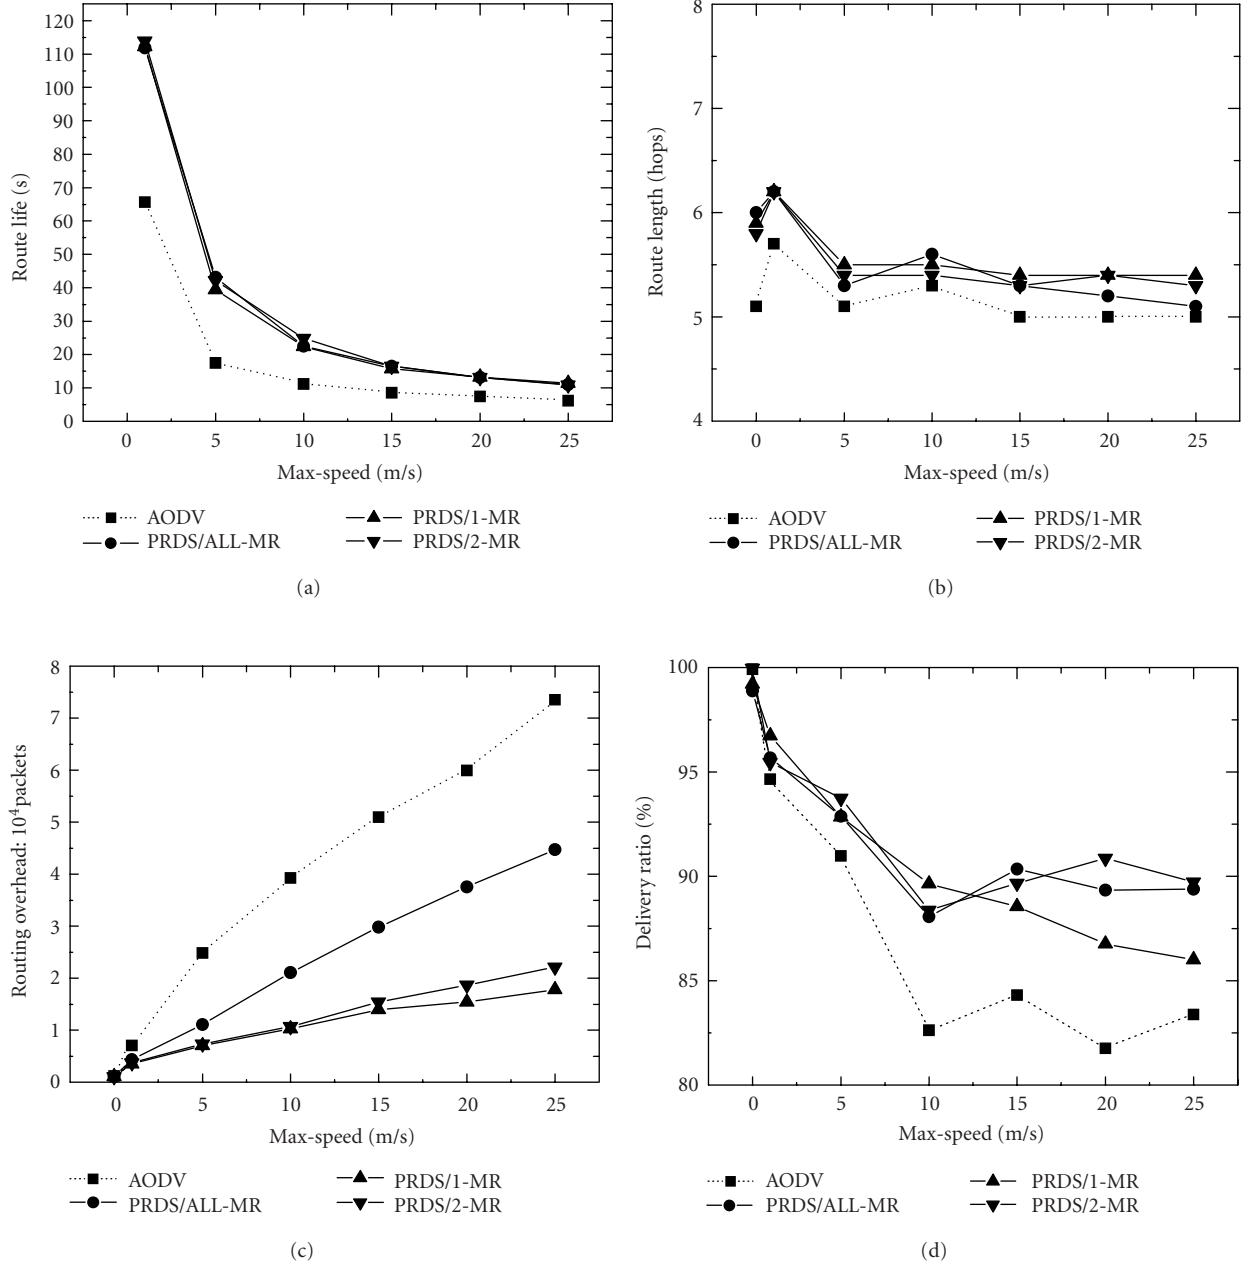 120
110
100
90
80
70
60
50
40
30
20
10
0
Route life (s)
0 5 10 15 20 25
Max-speed (m/s)
AODV
PRDS/1-MR
PRDS/ALL-MR
PRDS/2-MR
(a)
8
7
6
5
4
Route length (hops)
0 5 10 15 20 25
Max-speed (m/s)
AODV
PRDS/1-MR
PRDS/ALL-MR
PRDS/2-MR
(b)
8
7
6
5
4
3
2
1
0
Routing overhead: 10⁴packets
0 5 10 15 20 25
Max-speed (m/s)
AODV
PRDS/1-MR
PRDS/ALL-MR
PRDS/2-MR
(c)
100
95
90
85
80
Delivery ratio (%)
0 5 10 15 20 25
Max-speed (m/s)
AODV
PRDS/1-MR
PRDS/ALL-MR
PRDS/2-MR
(d)